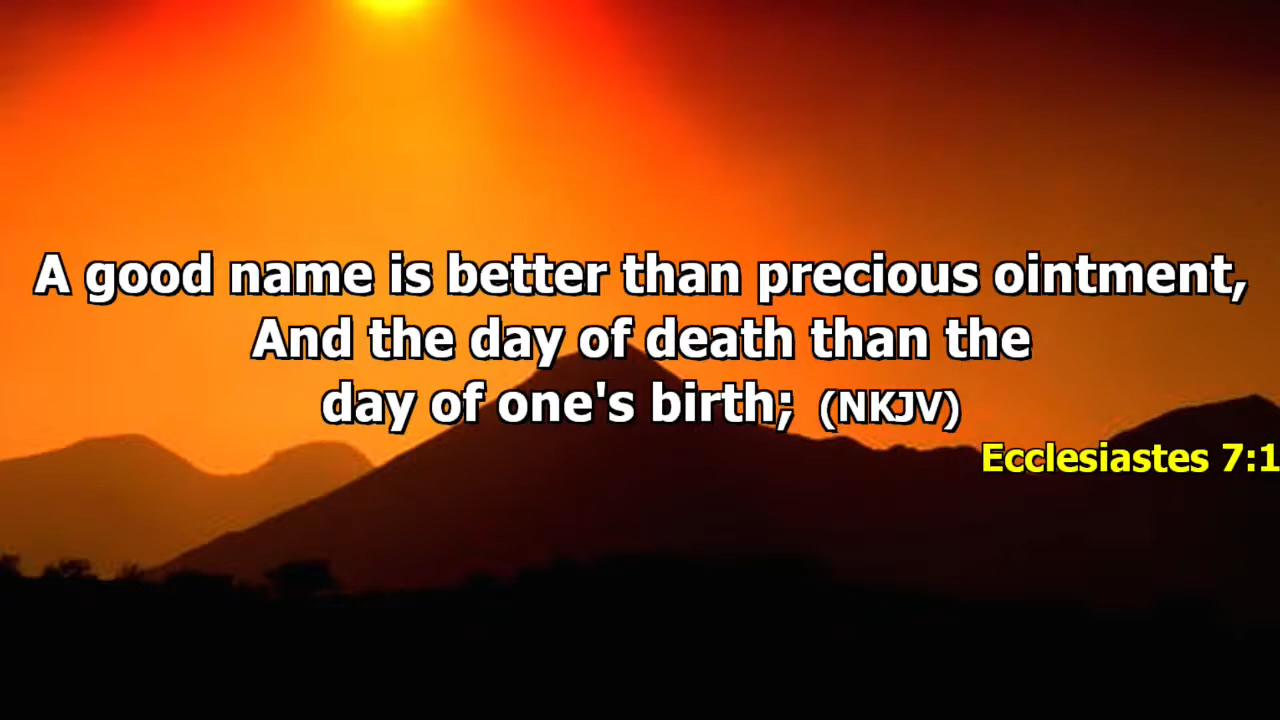 A good name is better than precious ointment,
And the day of death than the
day of one's birth; (NKJV)
Ecclesiastes 7:1